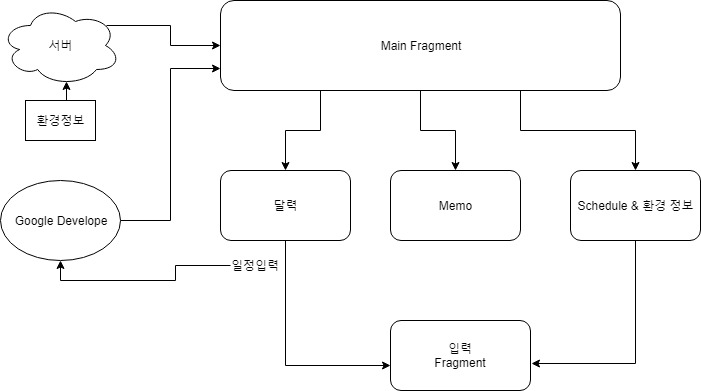 서버
Main Fragment
환경정보
Google Develope
달력
Memo
Schedule & 환경 정보
일정입력
입력
Fragment